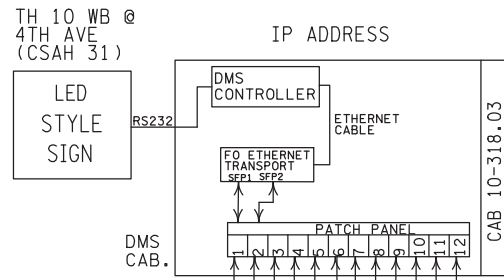 TH 10 WB @
4TH AVE
(CSAH 31)
IP ADDRESS
LED
STYLE
SIGN
RS232
DMS
CONTROLLER
ETHERNET
CABLE
FO ETHERNET
TRANSPORT
SFP1 SFP2
PATCH PANEL
1 2 3 4 5 6 7 8 9 10 11 12
DMS
CAB.
CAB 10-318.03